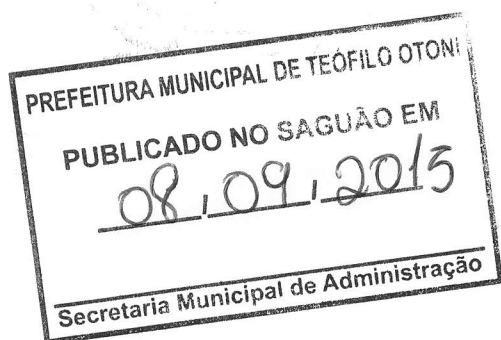 PREFEITURA MUNICIPAL DE TEÓFILO OTONI
PUBLICADO NO SAGUÃO EM
08, 09, 2015
Secretaria Municipal de Administração